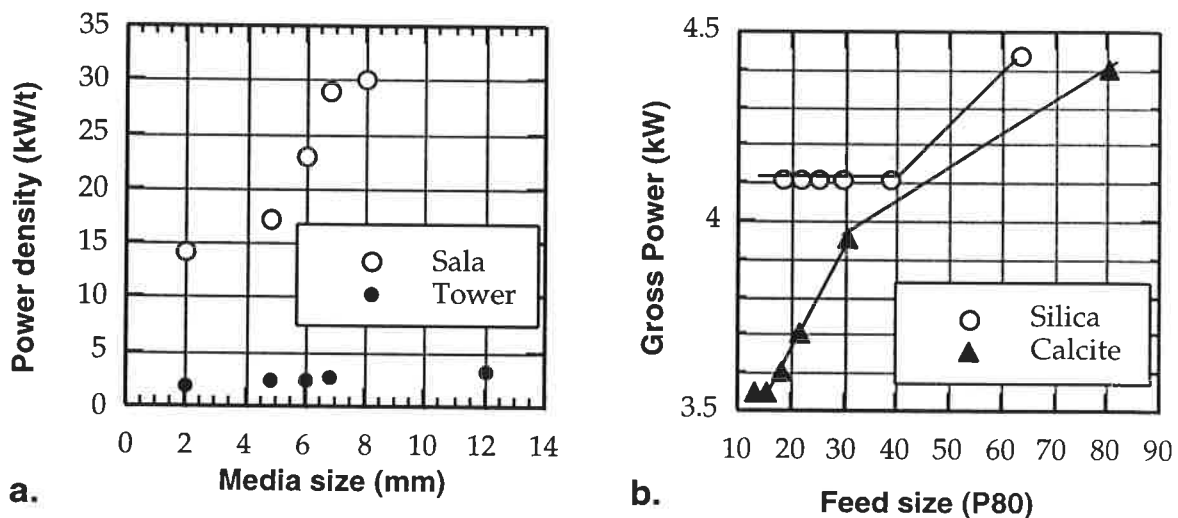 35
30
25
20
15
10
5
0
Power density (kW/t)
Sala
Tower
0 2 4 6 8 10 12 14
Media size (mm)
a.
4.5
4
3.5
Gross Power (kW)
Silica
Calcite
10 20 30 40 50 60 70 80 90
Feed size (P80)
b.